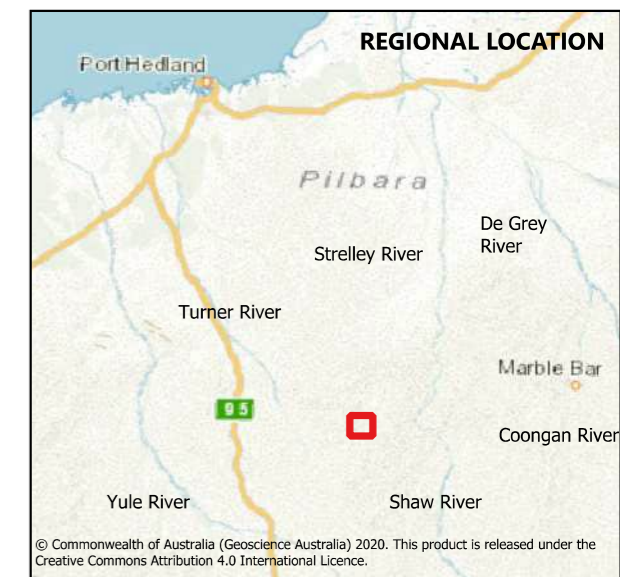 REGIONAL LOCATION
Port Hedland
Pilbara
De Grey
River
Strelley River
Turner River
Marble Bar
95
Coongan River
Yule River
Shaw River
© Commonwealth of Australia (Geoscience Australia) 2020. This product is released under the
Creative Commons Attribution 4.0 International Licence.